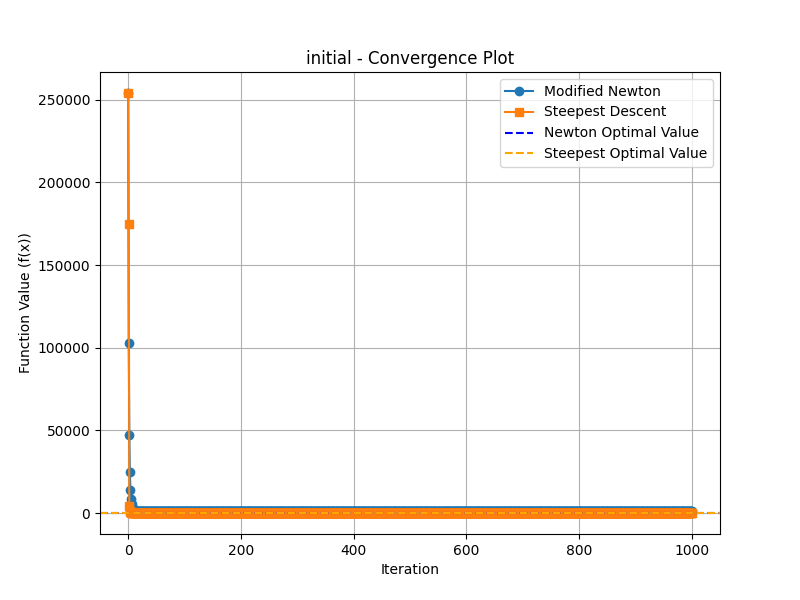 initial - Convergence Plot
Modified Newton
Steepest Descent
Newton Optimal Value
Steepest Optimal Value
Function Value (f(x))
250000
200000
150000
100000
50000
0
0 200 400 600 800 1000
Iteration